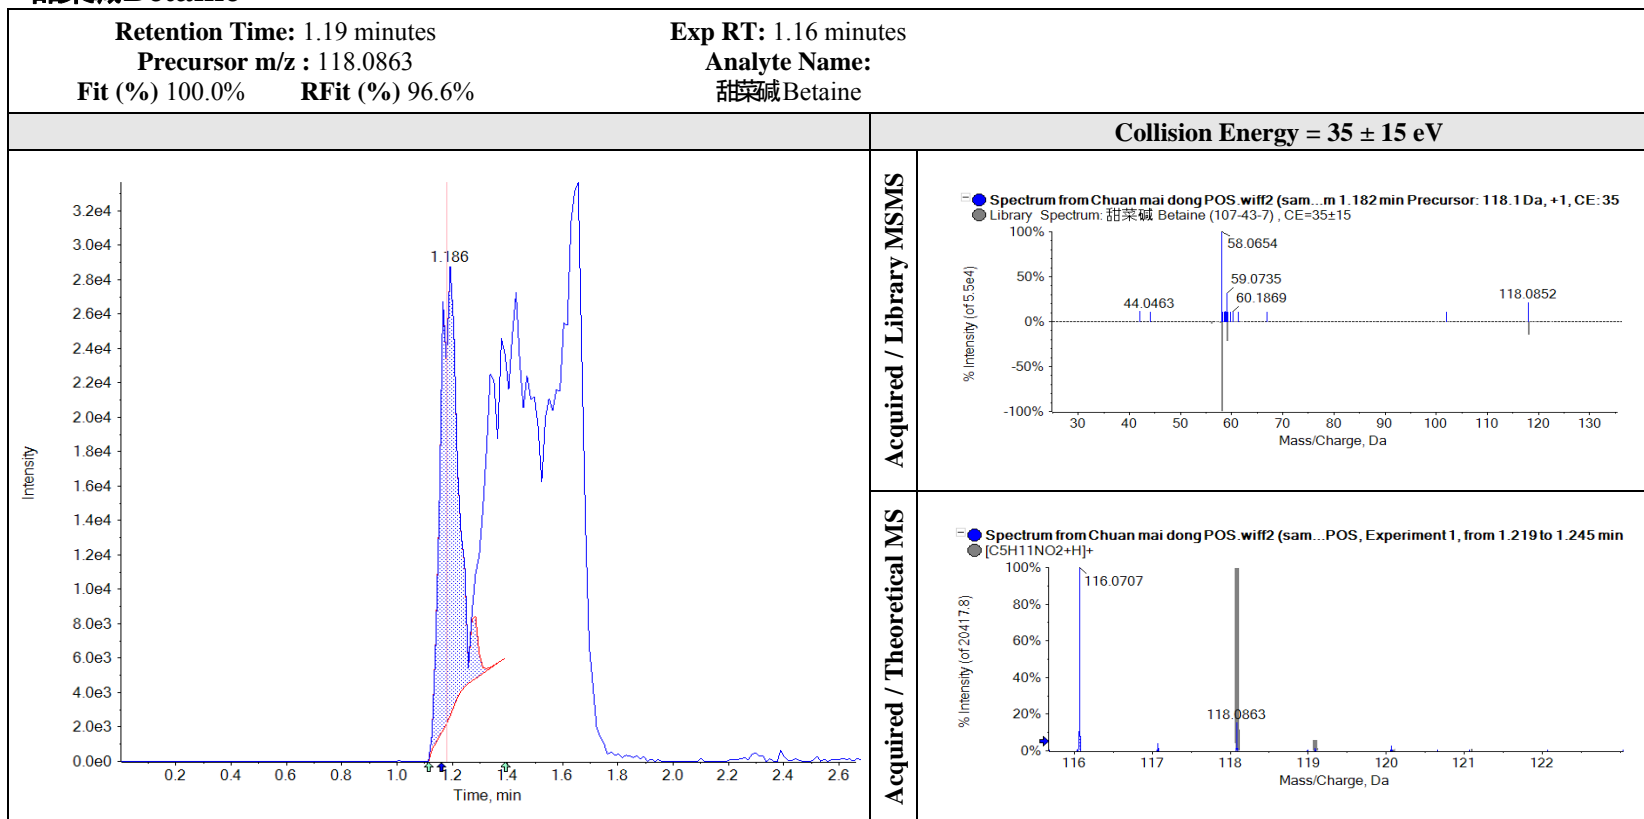 Retention Time: 1.19 minutes
Exp RT: 1.16 minutes
Precursor m/z : 118.0863
Analyte Name:
Fit (%) 100.0% RFit (%) 96.6%
甜菜碱Betaine
Collision Energy = 35 ± 15 eV
Intensity
3.2e4
3.0e4
2.8e4
2.6e4
2.4e4
2.2e4
2.0e4
1.8e4
1.6e4
1.4e4
1.2e4
1.0e4
8.0e3
6.0e3
4.0e3
2.0e3
0.0e0
1.186
0.2 0.4 0.6 0.8 1.0 1.2 1.4 1.6 1.8 2.0 2.2 2.4 2.6
Time, min
Acquired / Library MSMS
Spectrum from Chuan mai dong POS.wiff2 (sam...m 1.182 min Precursor: 118.1 Da, +1, CE: 35
Library Spectrum: 甜菜碱 Betaine (107-43-7) , CE=35±15
% Intensity (of 5.5e4)
100%
50%
0%
-50%
-100%
58.0654
59.0735
60.1869
44.0463
118.0852
30 40 50 60 70 80 90 100 110 120 130
Mass/Charge, Da
Acquired / Theoretical MS
Spectrum from Chuan mai dong POS.wiff2 (sam...POS, Experiment 1, from 1.219 to 1.245 min
[C5H11NO2+H]+
% Intensity (of 20417.8)
100%
80%
60%
40%
20%
0%
116.0707
118.0863
116 117 118 119 120 121 122
Mass/Charge, Da